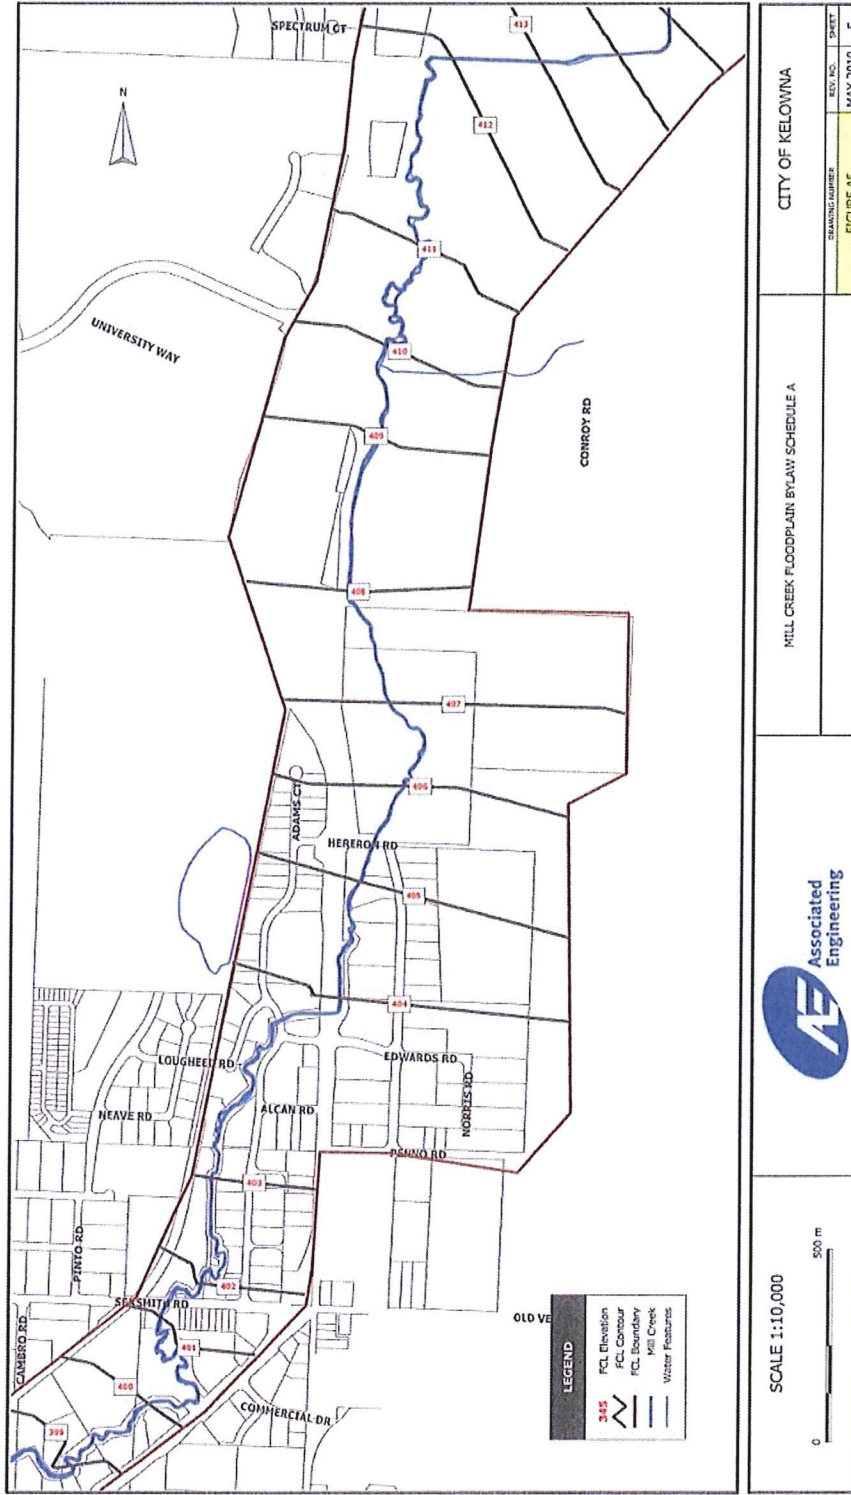 SPECTRUM CT
413
N
412
411
UNIVERSITY WAY
410
409
CONROY RD
408
407
406
ADAMS CT
HERERON RD
405
404
LOUGHEED RD
EDWARDS RD
NEAVE RD
ALCAN RD
NORRIS RD
PENNO RD
403
PINTO RD
402
SEXSMITH RD
CAMBRO RD
401
400
399
COMMERCIAL DR
OLD VE
LEGEND
345 FCL Elevation
FCL Contour
FCL Boundary
Mill Creek
Water Features
SCALE 1:10,000
0 500 m
AE Associated
Engineering
MILL CREEK FLOODPLAIN BYLAW SCHEDULE A
CITY OF KELOWNA
DRAWING NUMBER
REV. NO.
SHEET